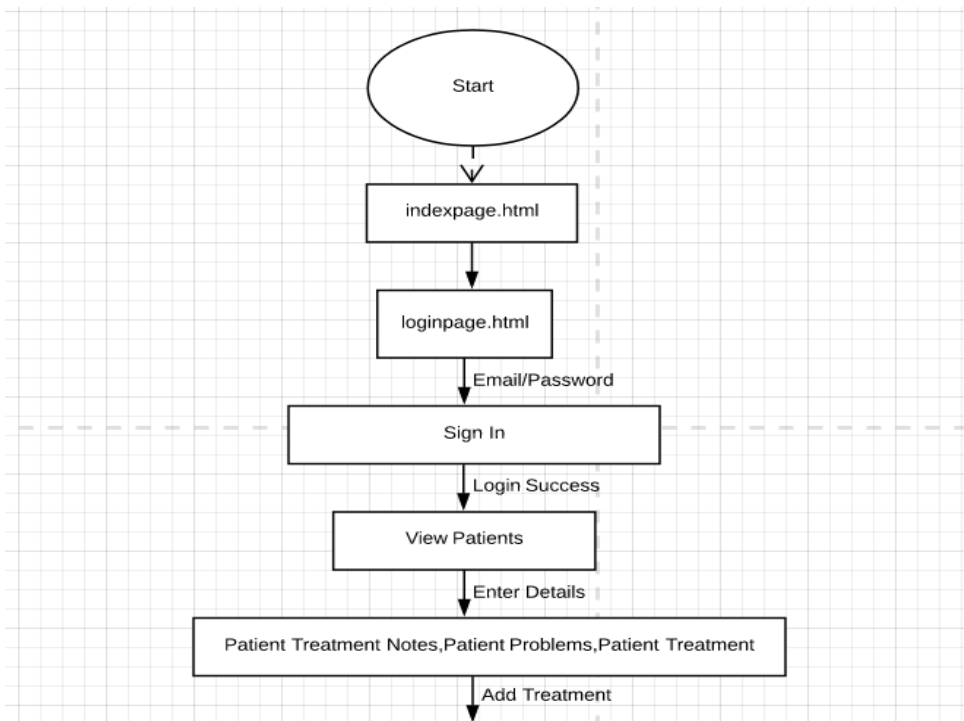 Start
indexpage.html
loginpage.html
Email/Password
Sign In
Login Success
View Patients
Enter Details
Patient Treatment Notes,Patient Problems,Patient Treatment
Add Treatment